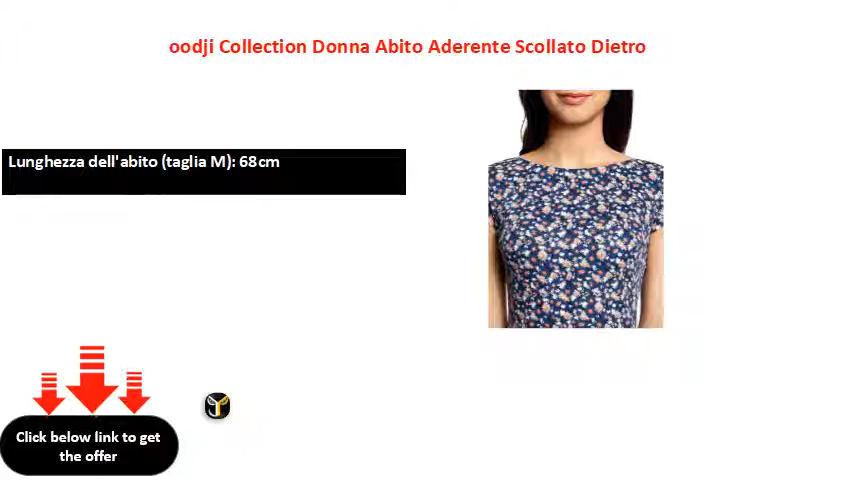 oodji Collection Donna Abito Aderente Scollato Dietro
Lunghezza dell'abito (taglia M): 68cm
Click below link to get
the offer